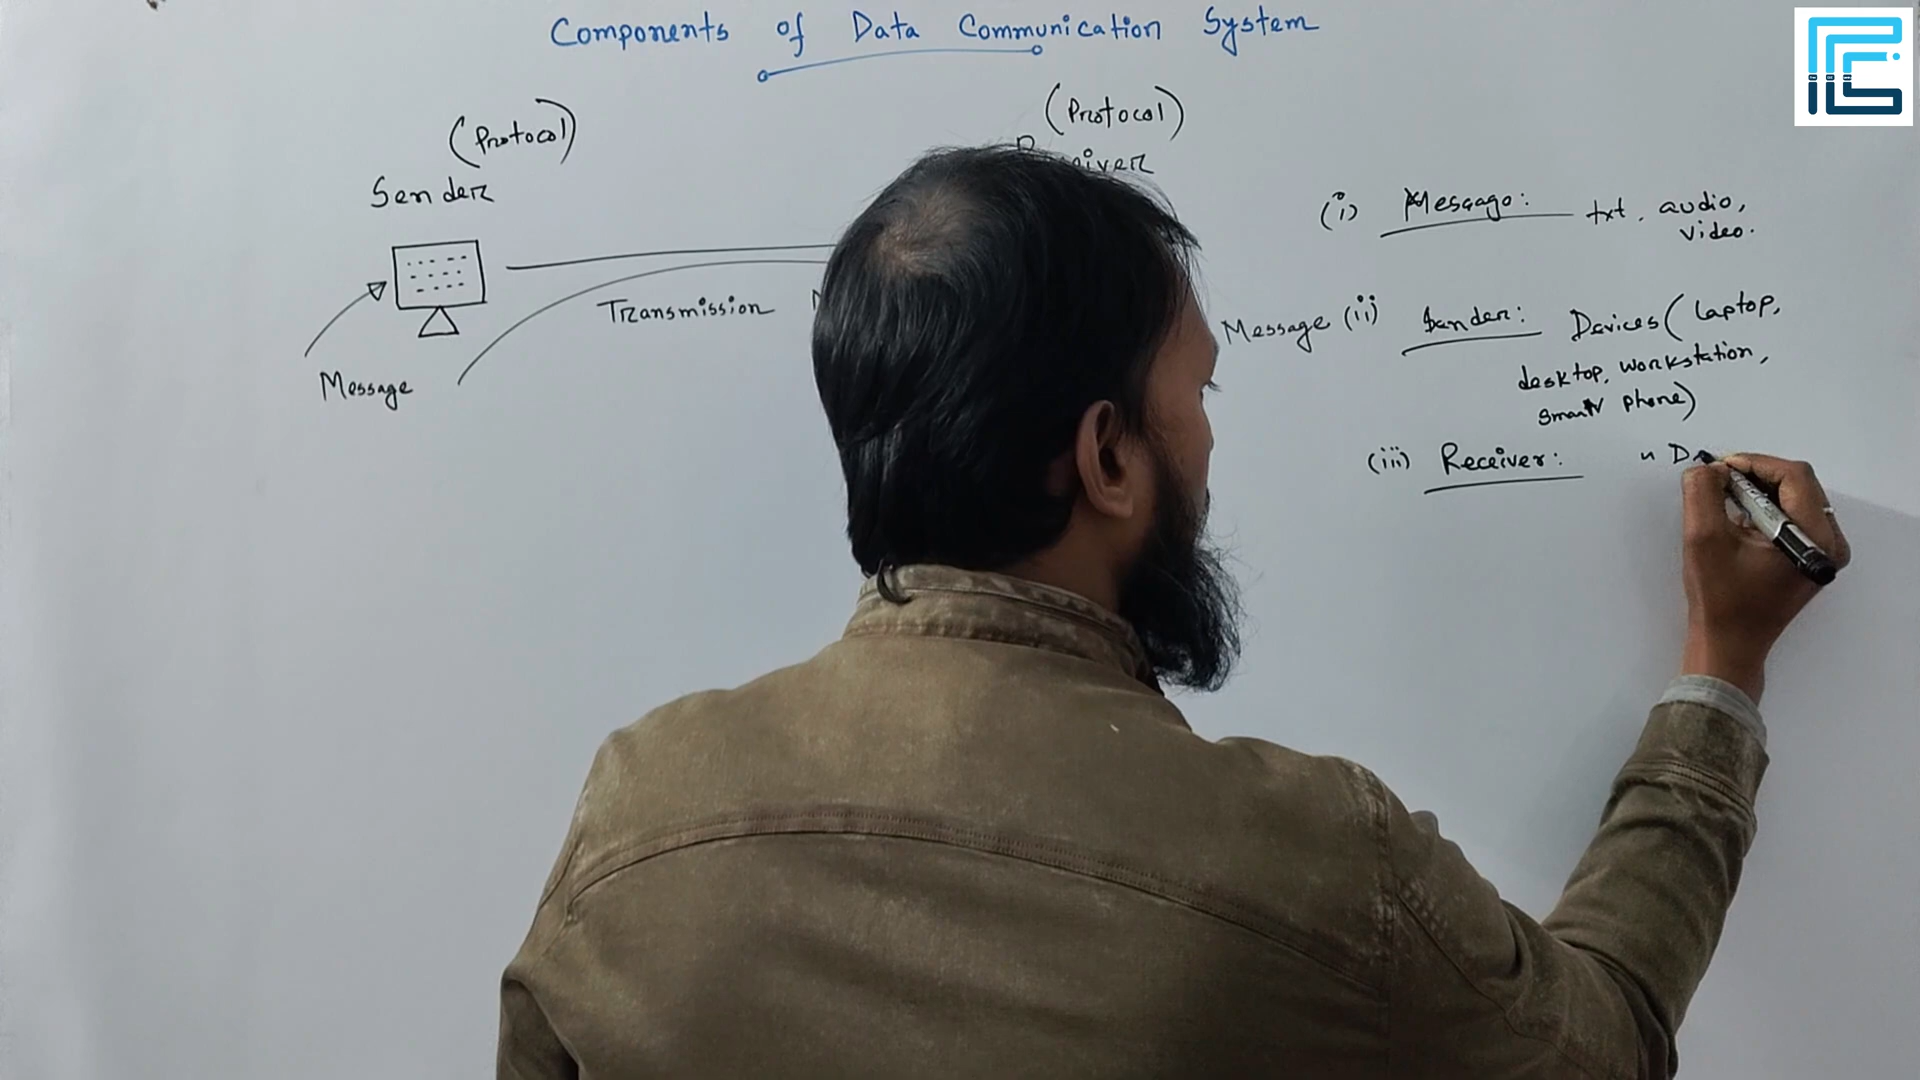 Components of Data Communication System
(Protocol)
Sender
Transmission
Message
(Protocol)
Message
(i) Message: txt, audio,
video.
(ii) Sender: Devices (laptop,
desktop, workstation,
smart phone)
(iii) Receiver: " D